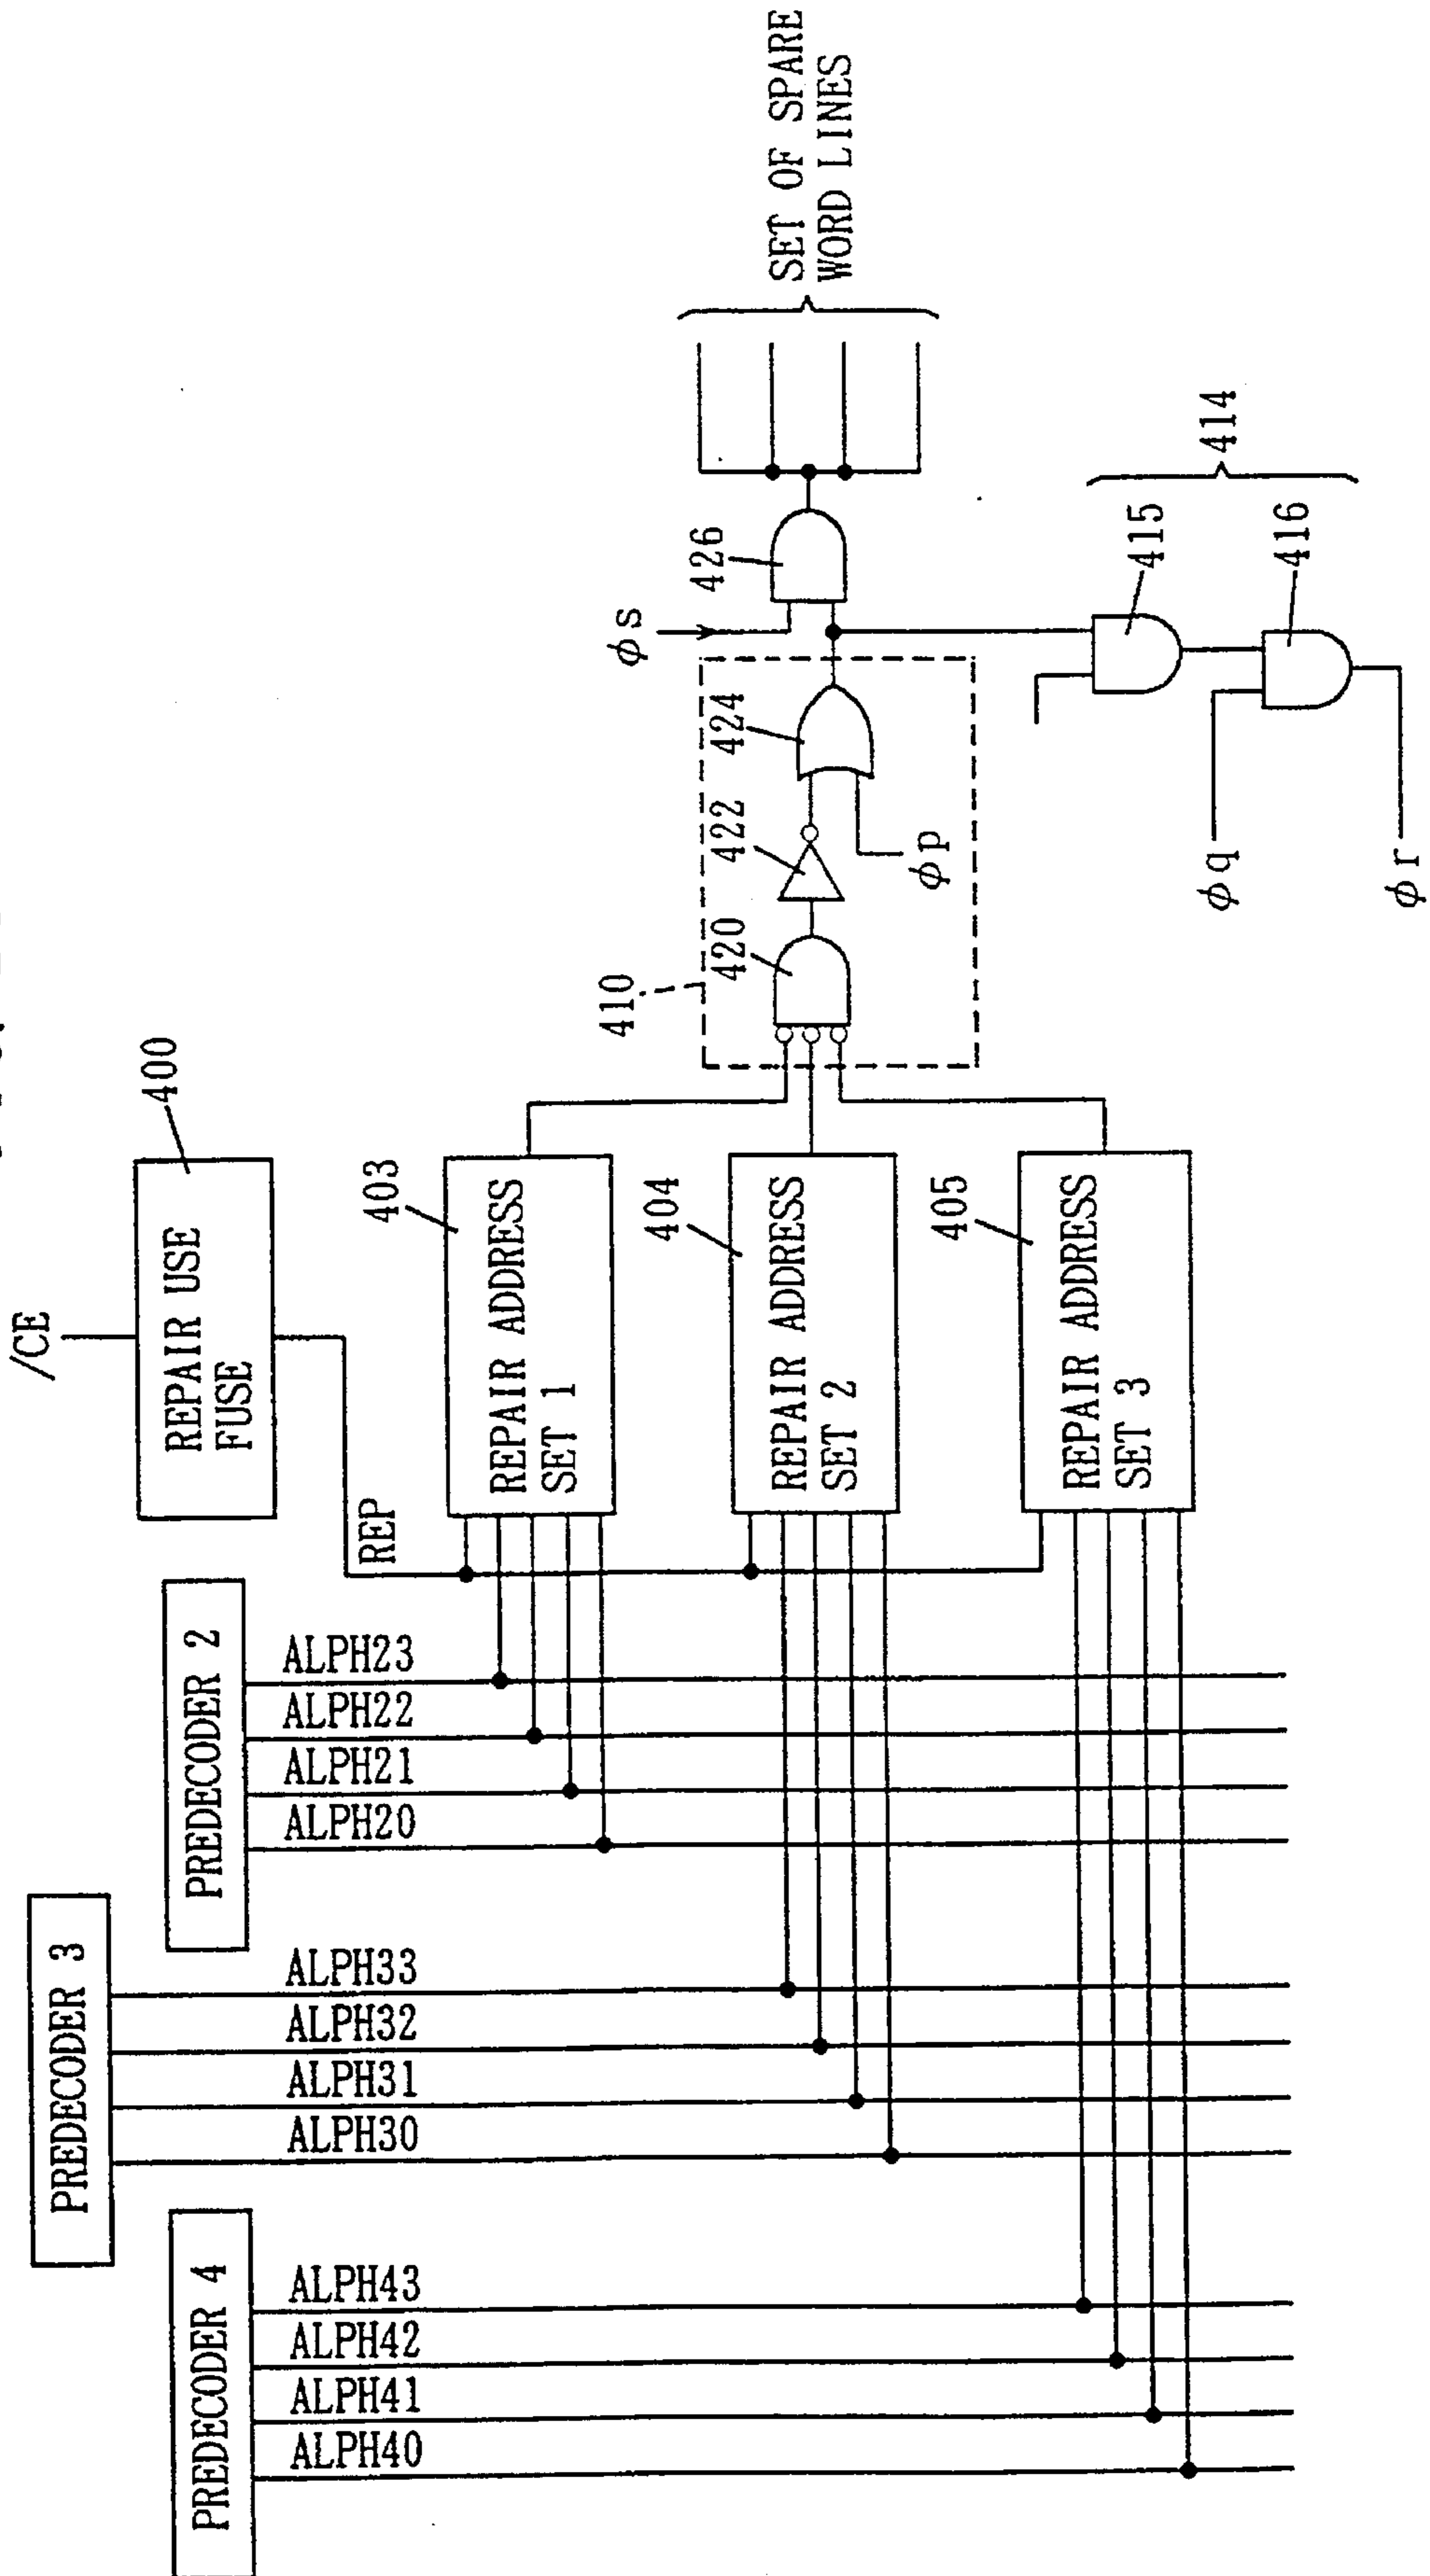 /CE
REPAIR USE
FUSE
400
REP
PREDECODER 4
PREDECODER 3
PREDECODER 2
ALPH43
ALPH42
ALPH41
ALPH40
ALPH33
ALPH32
ALPH31
ALPH30
ALPH23
ALPH22
ALPH21
ALPH20
REPAIR ADDRESS
SET 1
403
REPAIR ADDRESS
SET 2
404
REPAIR ADDRESS
SET 3
405
410
420
422
424
φp
φs
426
SET OF SPARE
WORD LINES
415
416
414
φq
φr